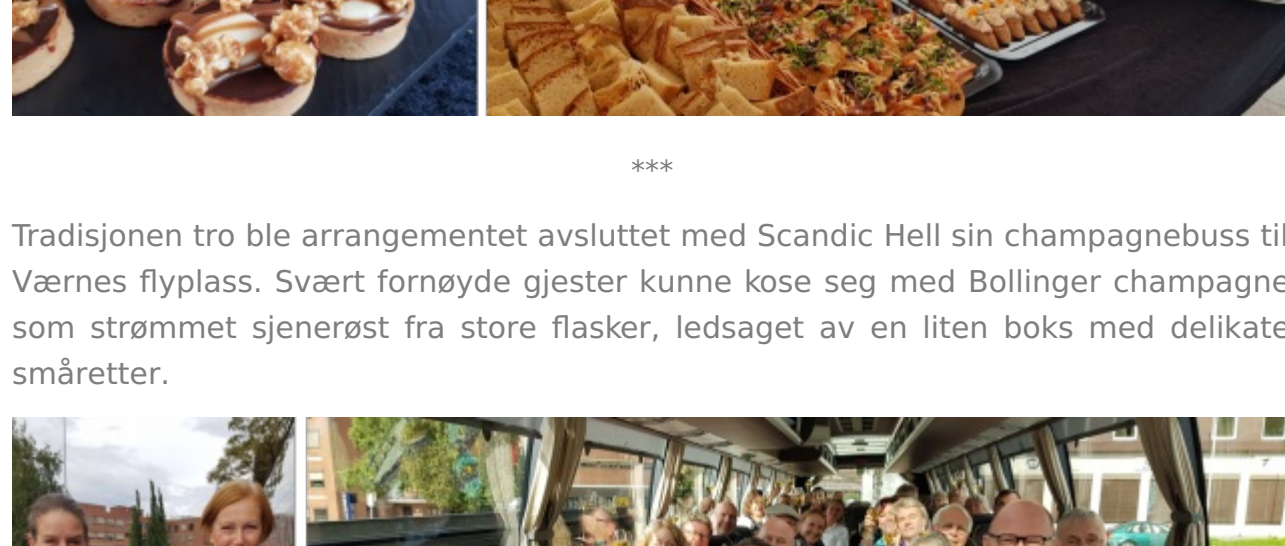 ***
Tradisjonen tro ble arrangementet avsluttet med Scandic Hell sin champagnebuss til
Værnes flyplass. Svært fornøyde gjester kunne kose seg med Bollinger champagne
som strømmet sjenerøst fra store flasker, ledsaget av en liten boks med delikate
småretter.